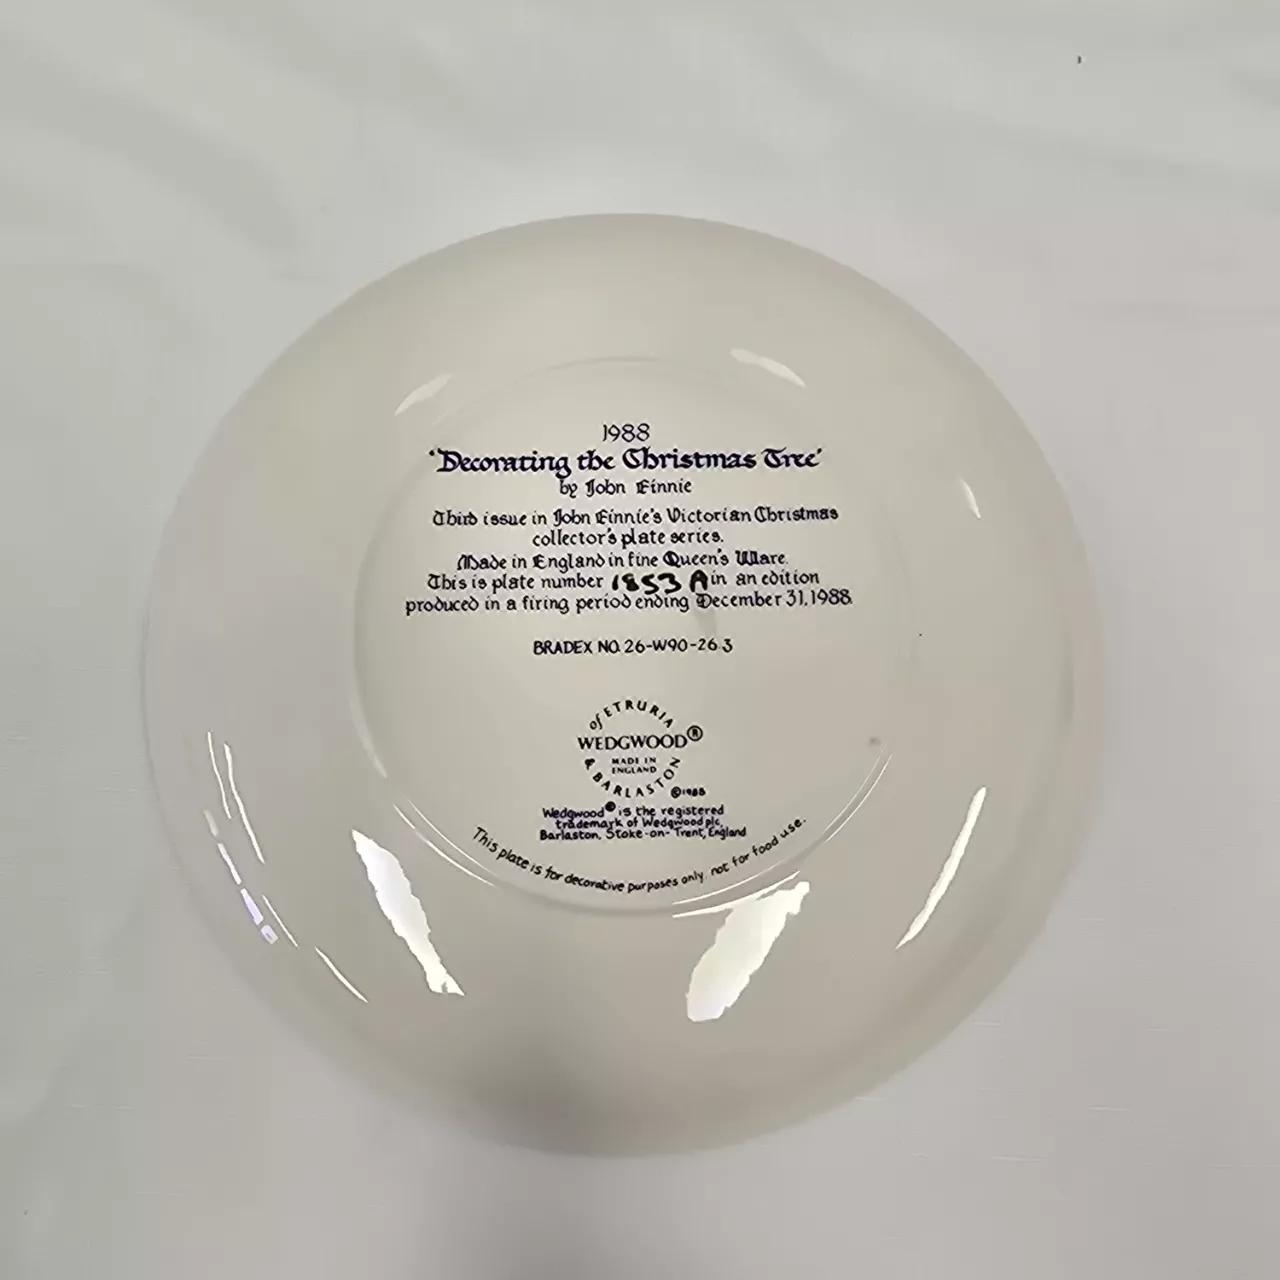 1988
'Decorating the Christmas Tree'
by John Finnie
Third issue in John Finnie's Victorian Christmas
collector's plate series.
Made in England in fine Queen's Ware.
This is plate number 1853 A in an edition
produced in a firing period ending December 31, 1988.
BRADEX NO. 26-W90-26.3
of ETRURIA
WEDGWOOD®
MADE IN
ENGLAND
& BARLASTON
©1988
Wedgwood® is the registered
trademark of Wedgwood plc,
Barlaston, Stoke-on-Trent, England
This plate is for decorative purposes only. not for food use.